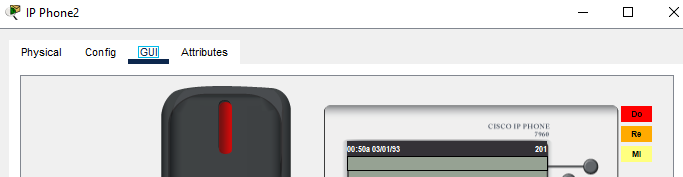 IP Phone2
Physical Config GUI Attributes
CISCO IP PHONE
7960
00:50a 03/01/93 201
Do
Re
MI